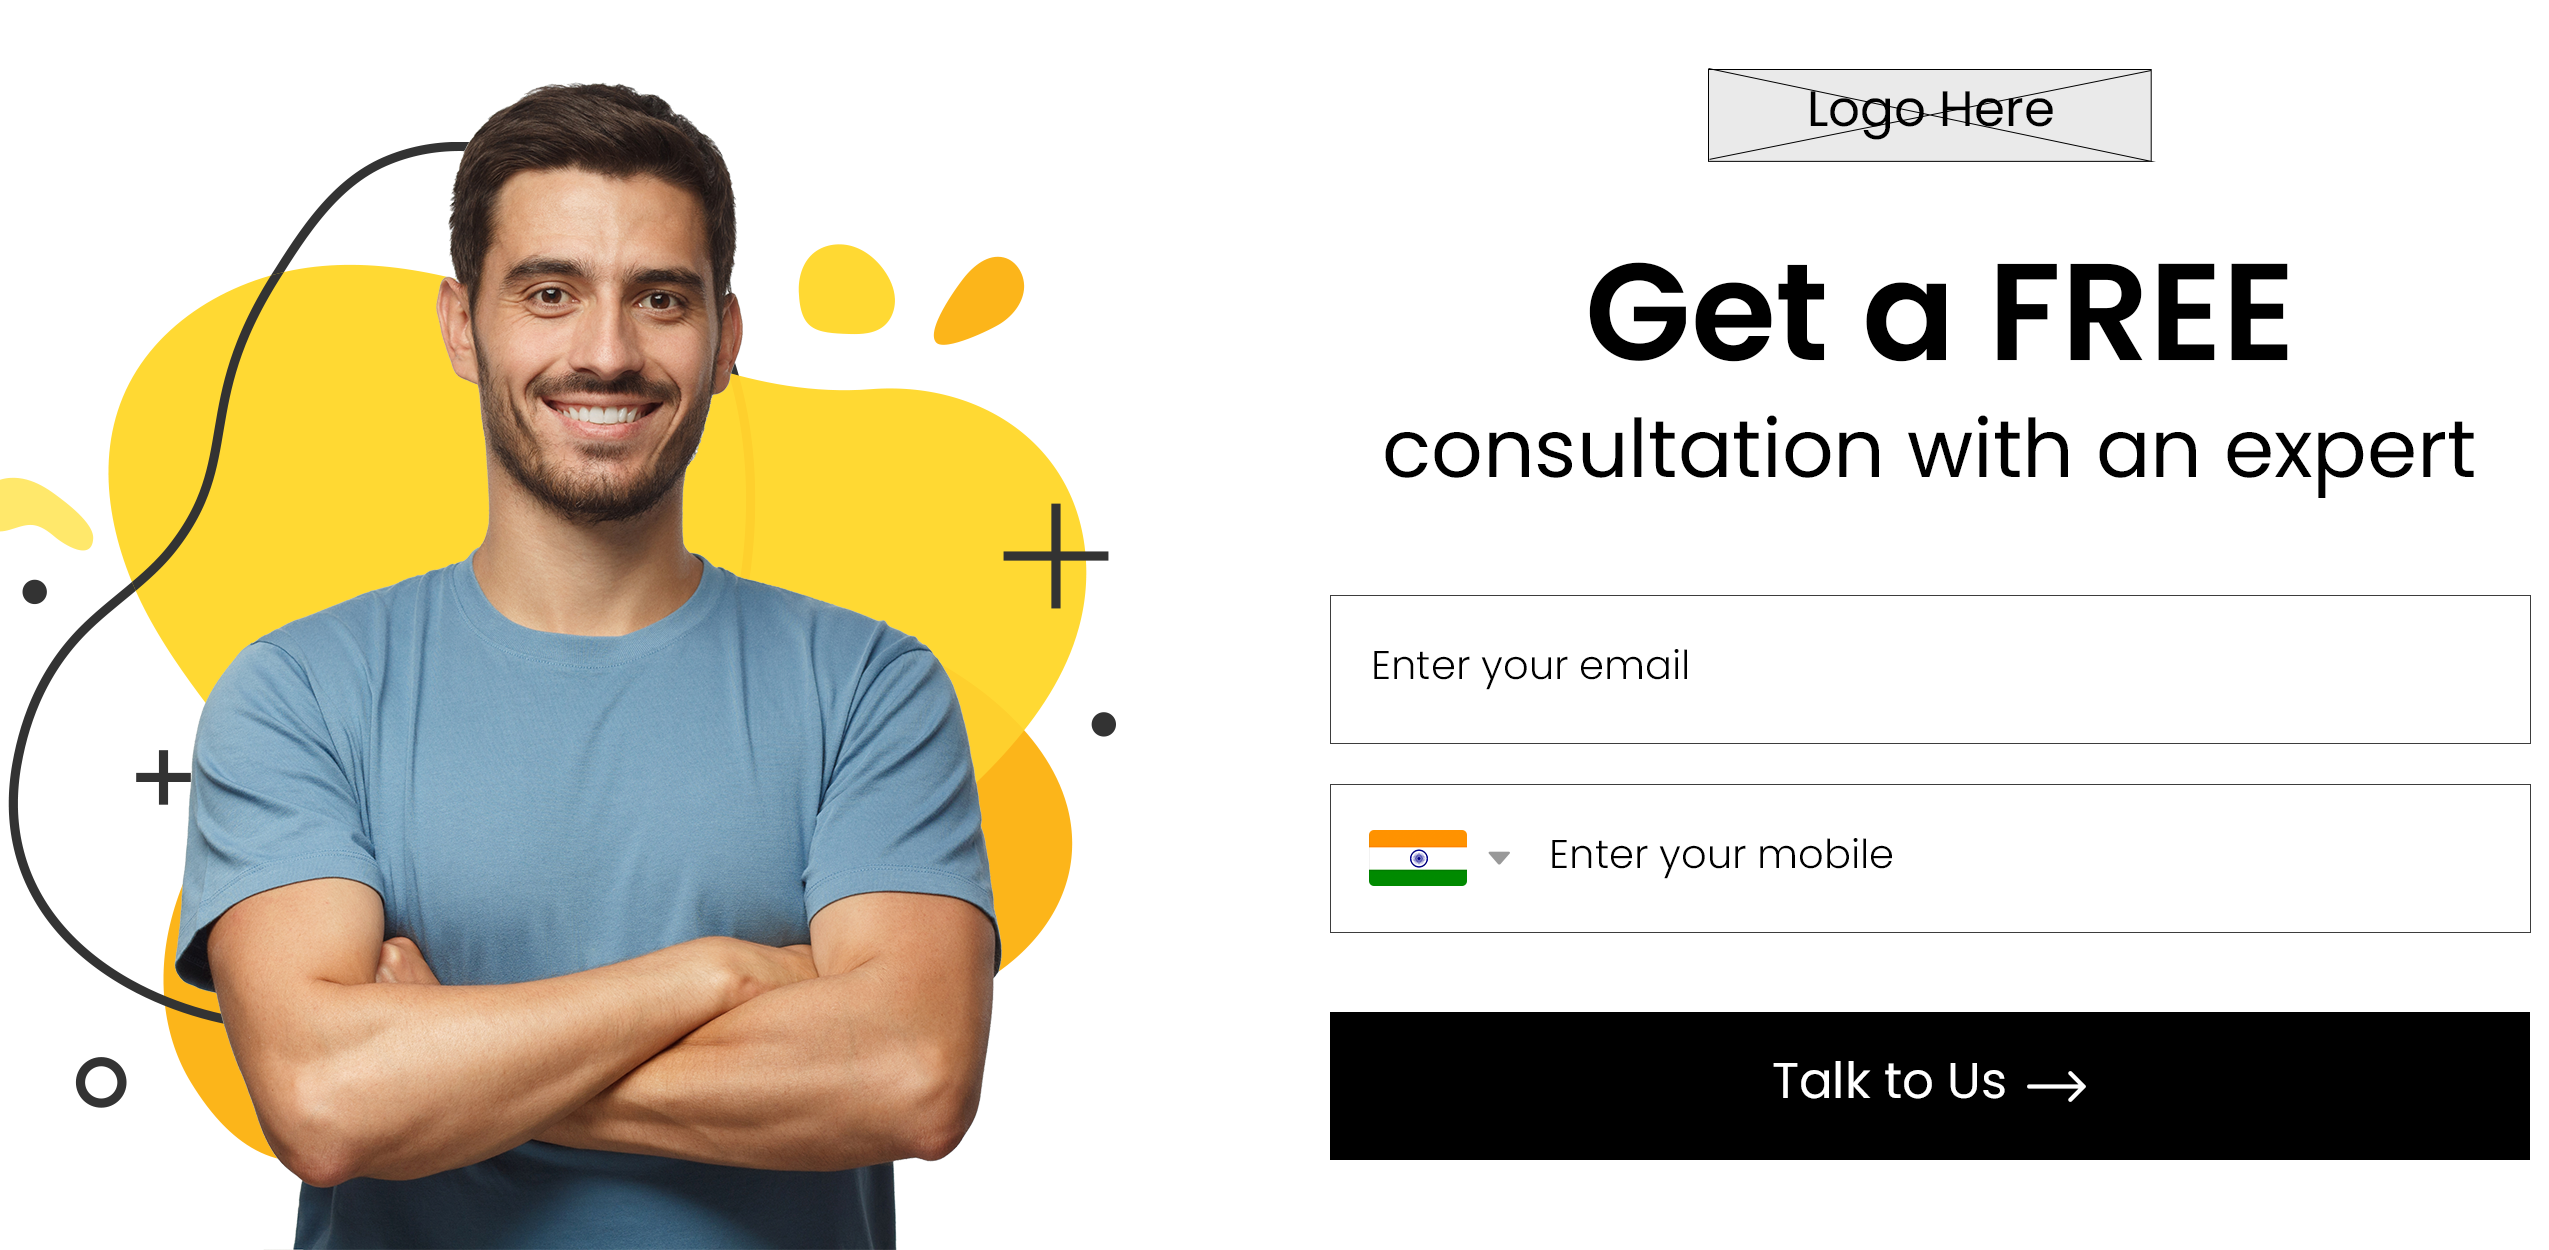 Logo Here
Get a FREE
consultation with an expert
Enter your email
Enter your mobile
Talk to Us →